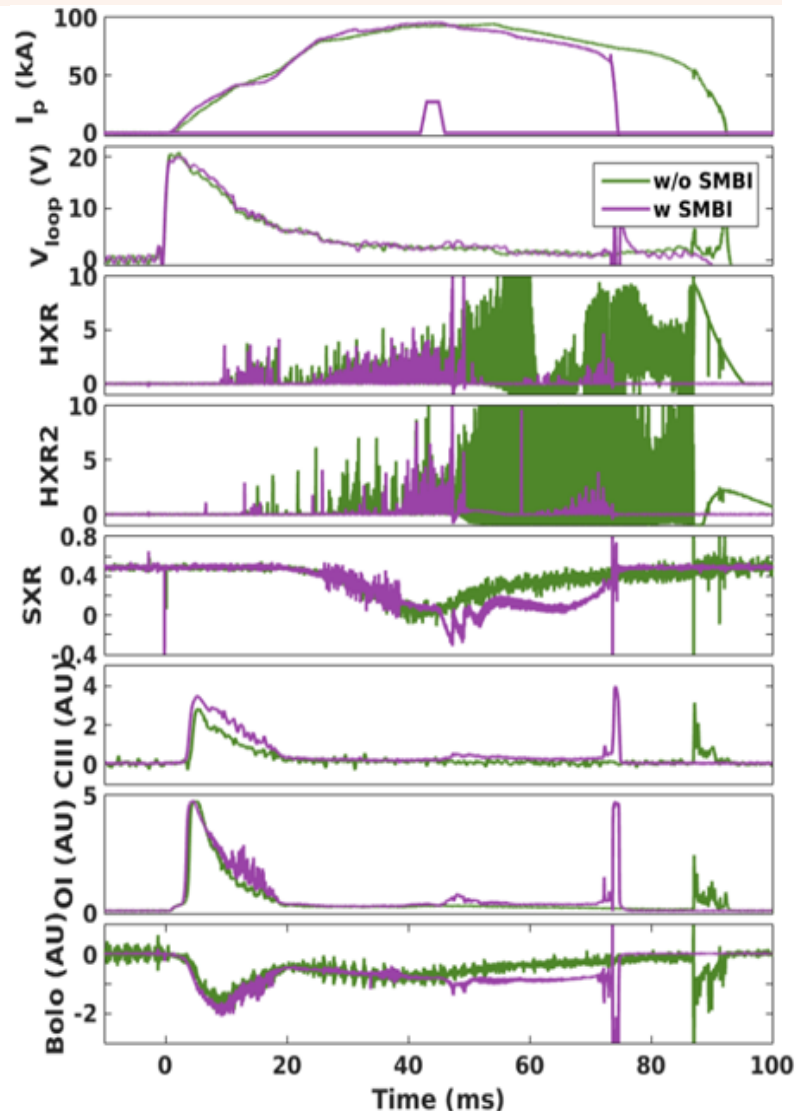 I_p (kA)
100
50
0
V_loop (V)
20
10
0
w/o SMBI
w SMBI
HXR
10
5
0
HXR2
10
5
0
SXR
0.8
0.4
0
-0.4
CIII (AU)
4
2
0
OI (AU)
5
0
Bolo (AU)
0
-2
0 20 40 60 80 100
Time (ms)